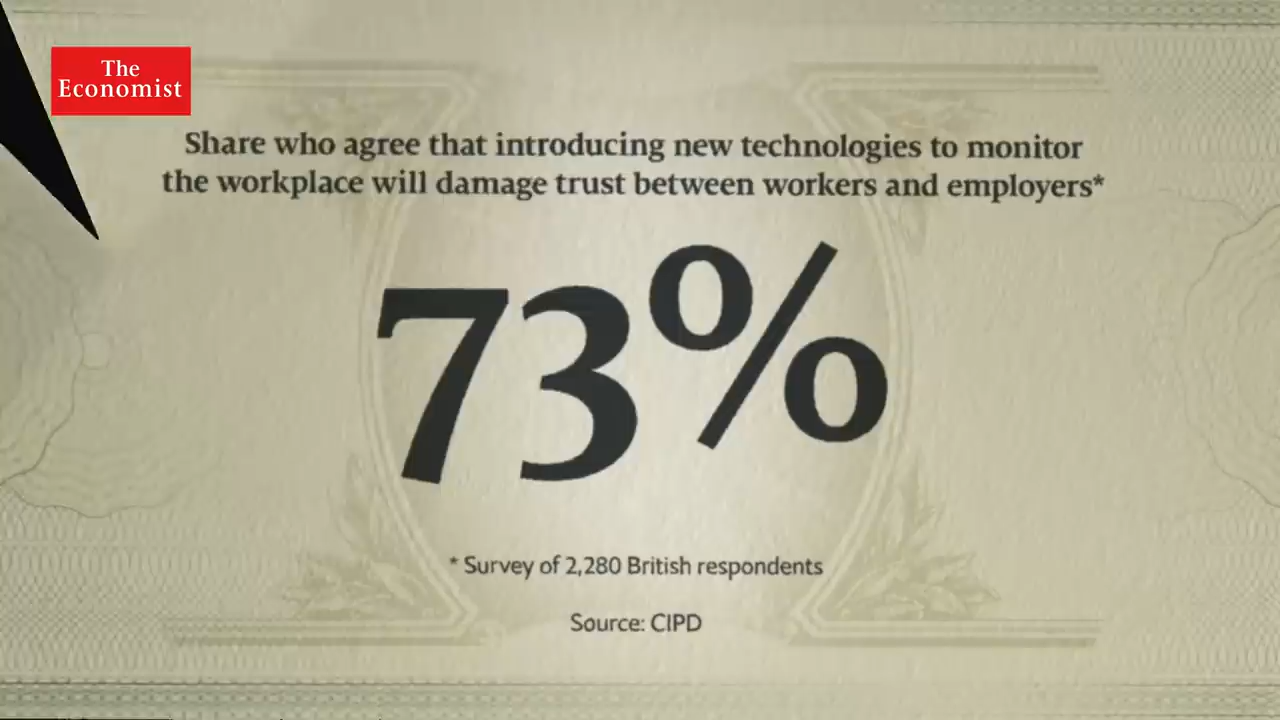 The
Economist
Share who agree that introducing new technologies to monitor
the workplace will damage trust between workers and employers*
73%
* Survey of 2,280 British respondents
Source: CIPD